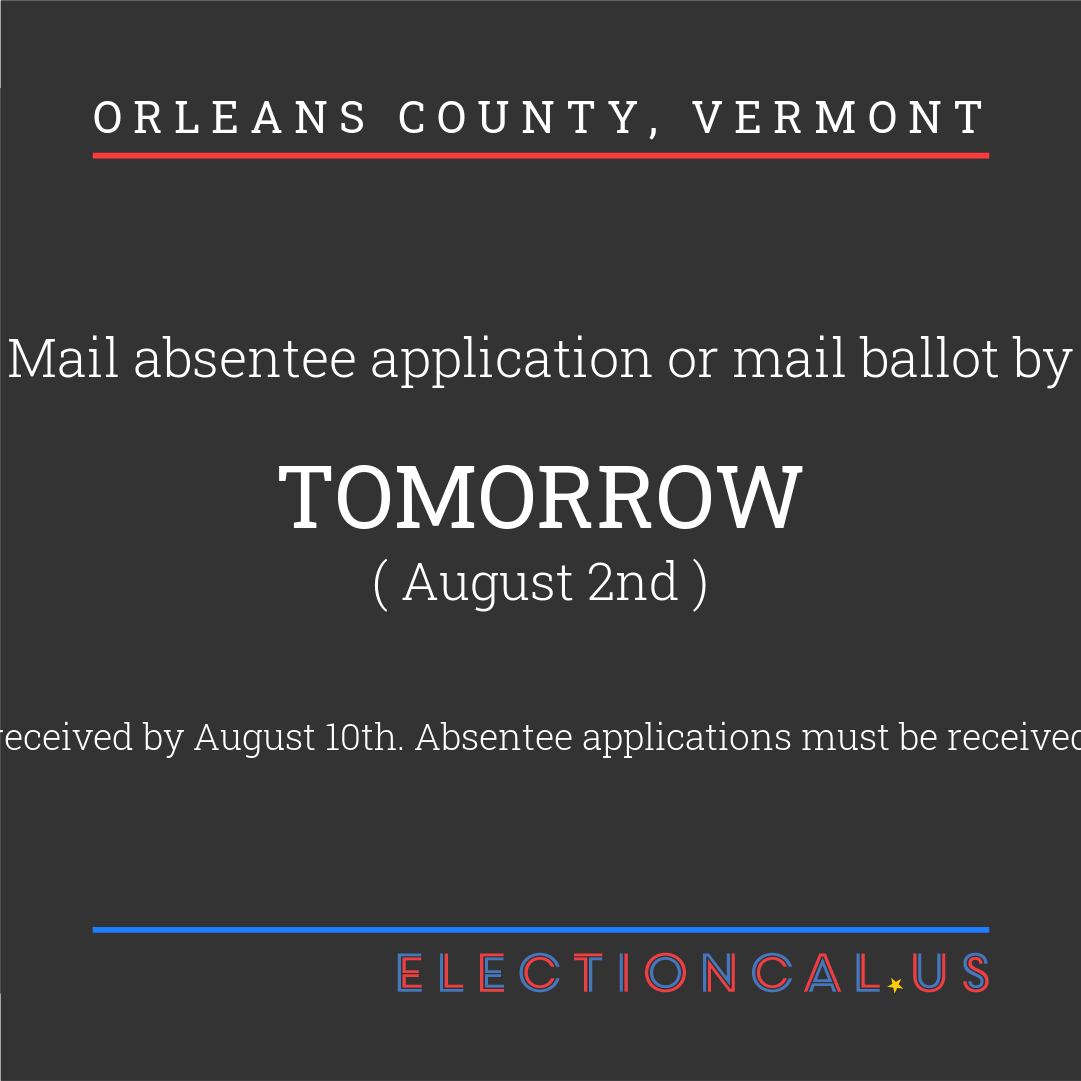 ORLEANS COUNTY, VERMONT
Mail absentee application or mail ballot by
TOMORROW
( August 2nd )
received by August 10th. Absentee applications must be received
ELECTIONCAL.US